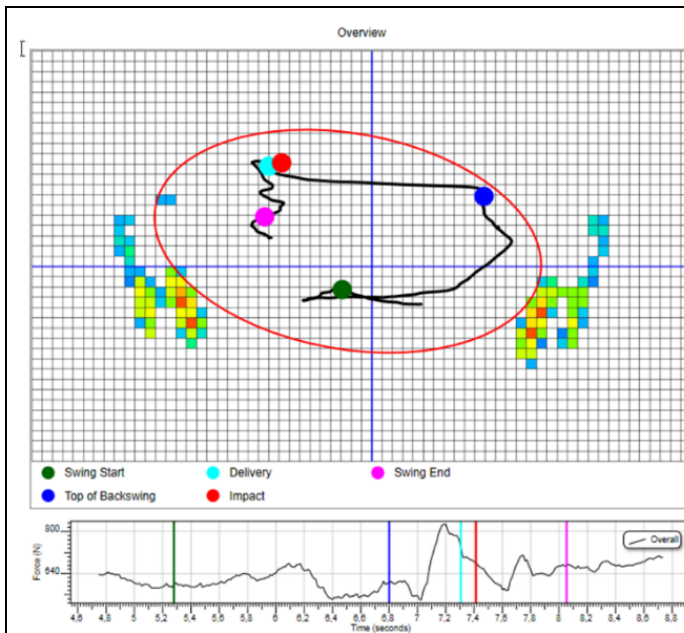 Overview
Swing Start
Delivery
Swing End
Top of Backswing
Impact
800
640
Force (N)
Overall
4,6 4,8 5 5,2 5,4 5,6 5,8 6 6,2 6,4 6,6 6,8 7 7,2 7,4 7,6 7,8 8 8,2 8,4 8,6 8,8
Time (seconds)